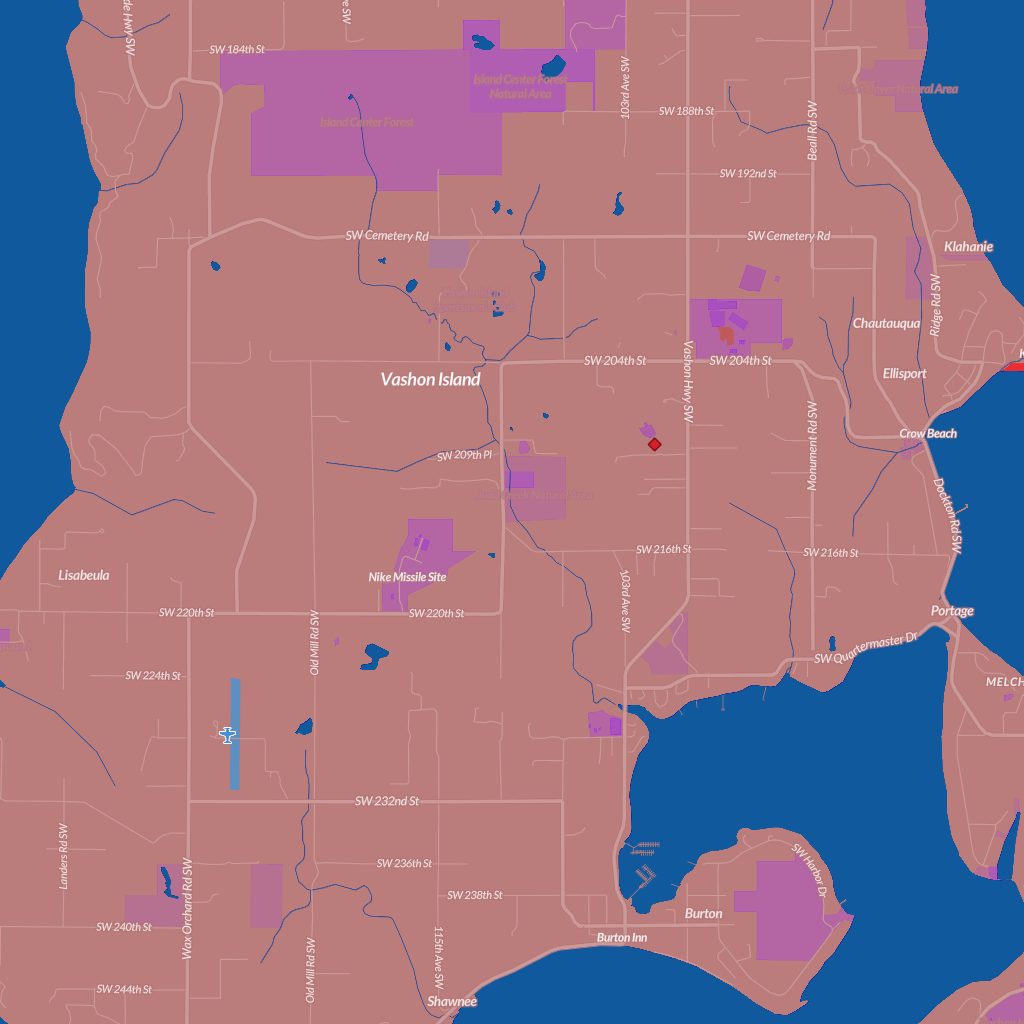 de Hwy SW
e SW
SW 184th St
Island Center Forest
Natural Area
Island Center Forest
103rd Ave SW
SW 188th St
Natural Area
Beall Rd SW
SW 192nd St
SW Cemetery Rd
SW Cemetery Rd
Klahanie
Ridge Rd SW
Chautauqua
K
SW 204th St
SW 204th St
Vashon Hwy SW
Ellisport
Vashon Island
Monument Rd SW
Crow Beach
SW 209th Pl
Dockton Rd SW
SW 216th St
SW 216th St
Lisabeula
Nike Missile Site
103rd Ave SW
SW 220th St
SW 220th St
Portage
Old Mill Rd SW
SW Quartermaster Dr
SW 224th St
MELCH
SW 232nd St
Landers Rd SW
Wax Orchard Rd SW
SW 236th St
SW Harbor Dr
SW 238th St
Burton
SW 240th St
Burton Inn
Old Mill Rd SW
115th Ave SW
SW 244th St
Shawnee